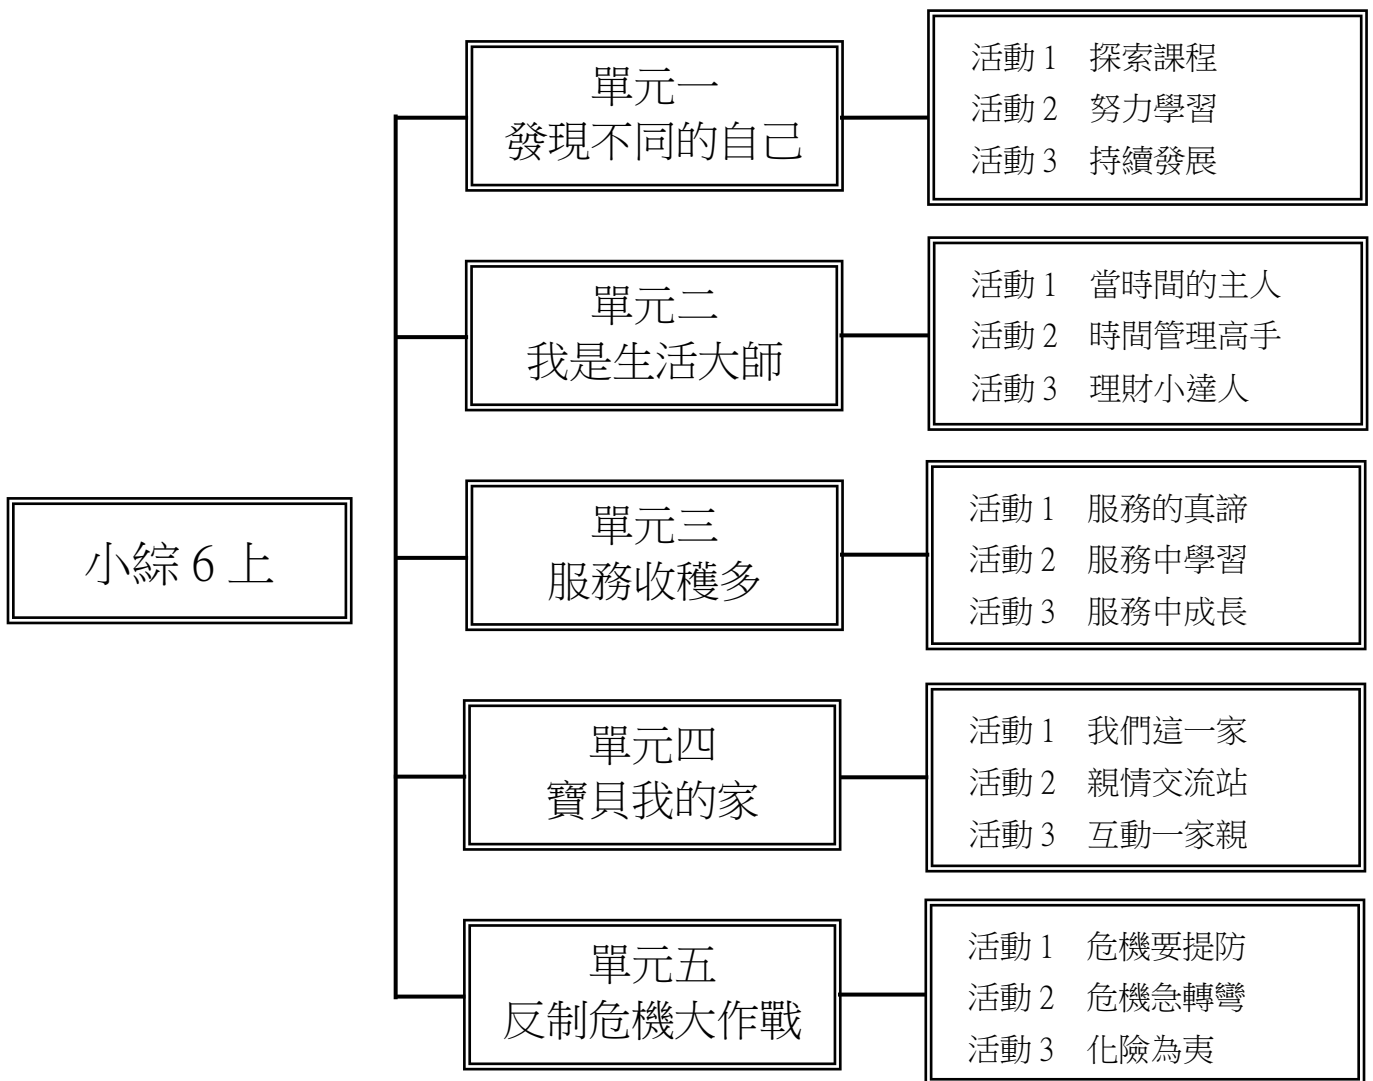 小綜 6 上
單元一
發現不同的自己
活動 1 探索課程
活動 2 努力學習
活動 3 持續發展
單元二
我是生活大師
活動 1 當時間的主人
活動 2 時間管理高手
活動 3 理財小達人
單元三
服務收穫多
活動 1 服務的真諦
活動 2 服務中學習
活動 3 服務中成長
單元四
寶貝我的家
活動 1 我們這一家
活動 2 親情交流站
活動 3 互動一家親
單元五
反制危機大作戰
活動 1 危機要提防
活動 2 危機急轉彎
活動 3 化險為夷